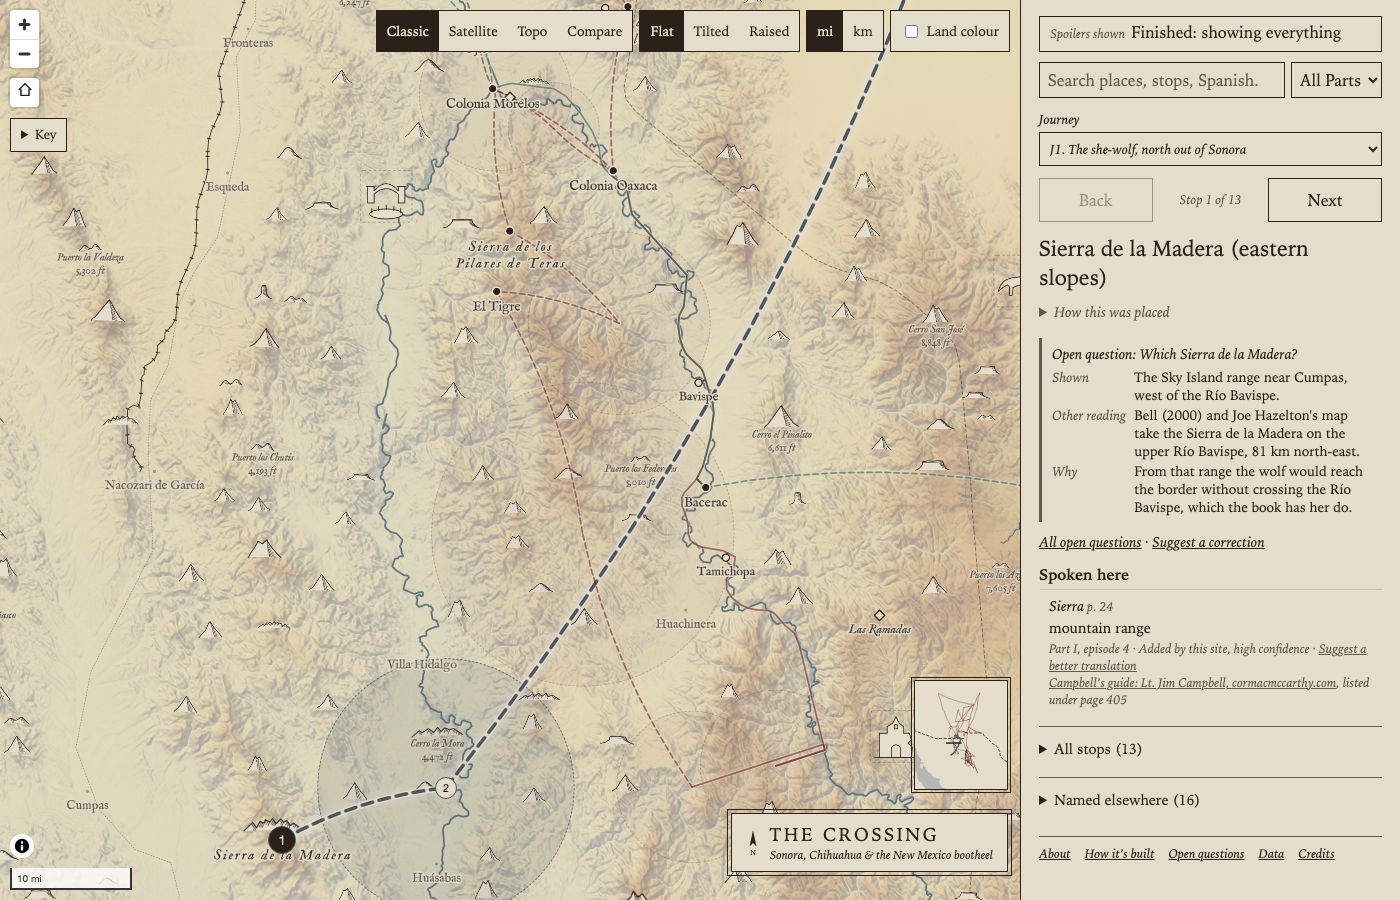 6,247 ft
Classic
Satellite
Topo
Compare
Flat
Tilted
Raised
mi
km
Land colour
Key
Fronteras
Colonia Morelos
Esqueda
Colonia Oaxaca
Puerto la Valdeza
5,302 ft
Sierra de los
Pilares de Teras
El Tigre
Cerro San José
8,848 ft
Bavispe
Cerro el Pinalito
6,611 ft
Puerto los Chutis
4,193 ft
Puerto los Federales
5,010 ft
Nacozari de García
Bacerac
Tamichopa
7,605 ft
Huachinera
Las Ramadas
Villa Hidalgo
Cerro la Mora
4,472 ft
2
Cumpas
1
Sierra de la Madera
Huásabas
10 mi
N
THE CROSSING
Sonora, Chihuahua & the New Mexico bootheel
Spoilers shown Finished: showing everything
Search places, stops, Spanish.
All Parts
Journey
J1. The she-wolf, north out of Sonora
Back
Stop 1 of 13
Next
Sierra de la Madera (eastern
slopes)
How this was placed
Open question: Which Sierra de la Madera?
Shown The Sky Island range near Cumpas,
west of the Río Bavispe.
Other reading Bell (2000) and Joe Hazelton's map
take the Sierra de la Madera on the
upper Río Bavispe, 81 km north-east.
Why From that range the wolf would reach
the border without crossing the Río
Bavispe, which the book has her do.
All open questions · Suggest a correction
Spoken here
Sierra p. 24
mountain range
Part I, episode 4 · Added by this site, high confidence · Suggest a
better translation
Campbell's guide: Lt. Jim Campbell, cormacmccarthy.com, listed
under page 405
All stops (13)
Named elsewhere (16)
About
How it's built
Open questions
Data
Credits